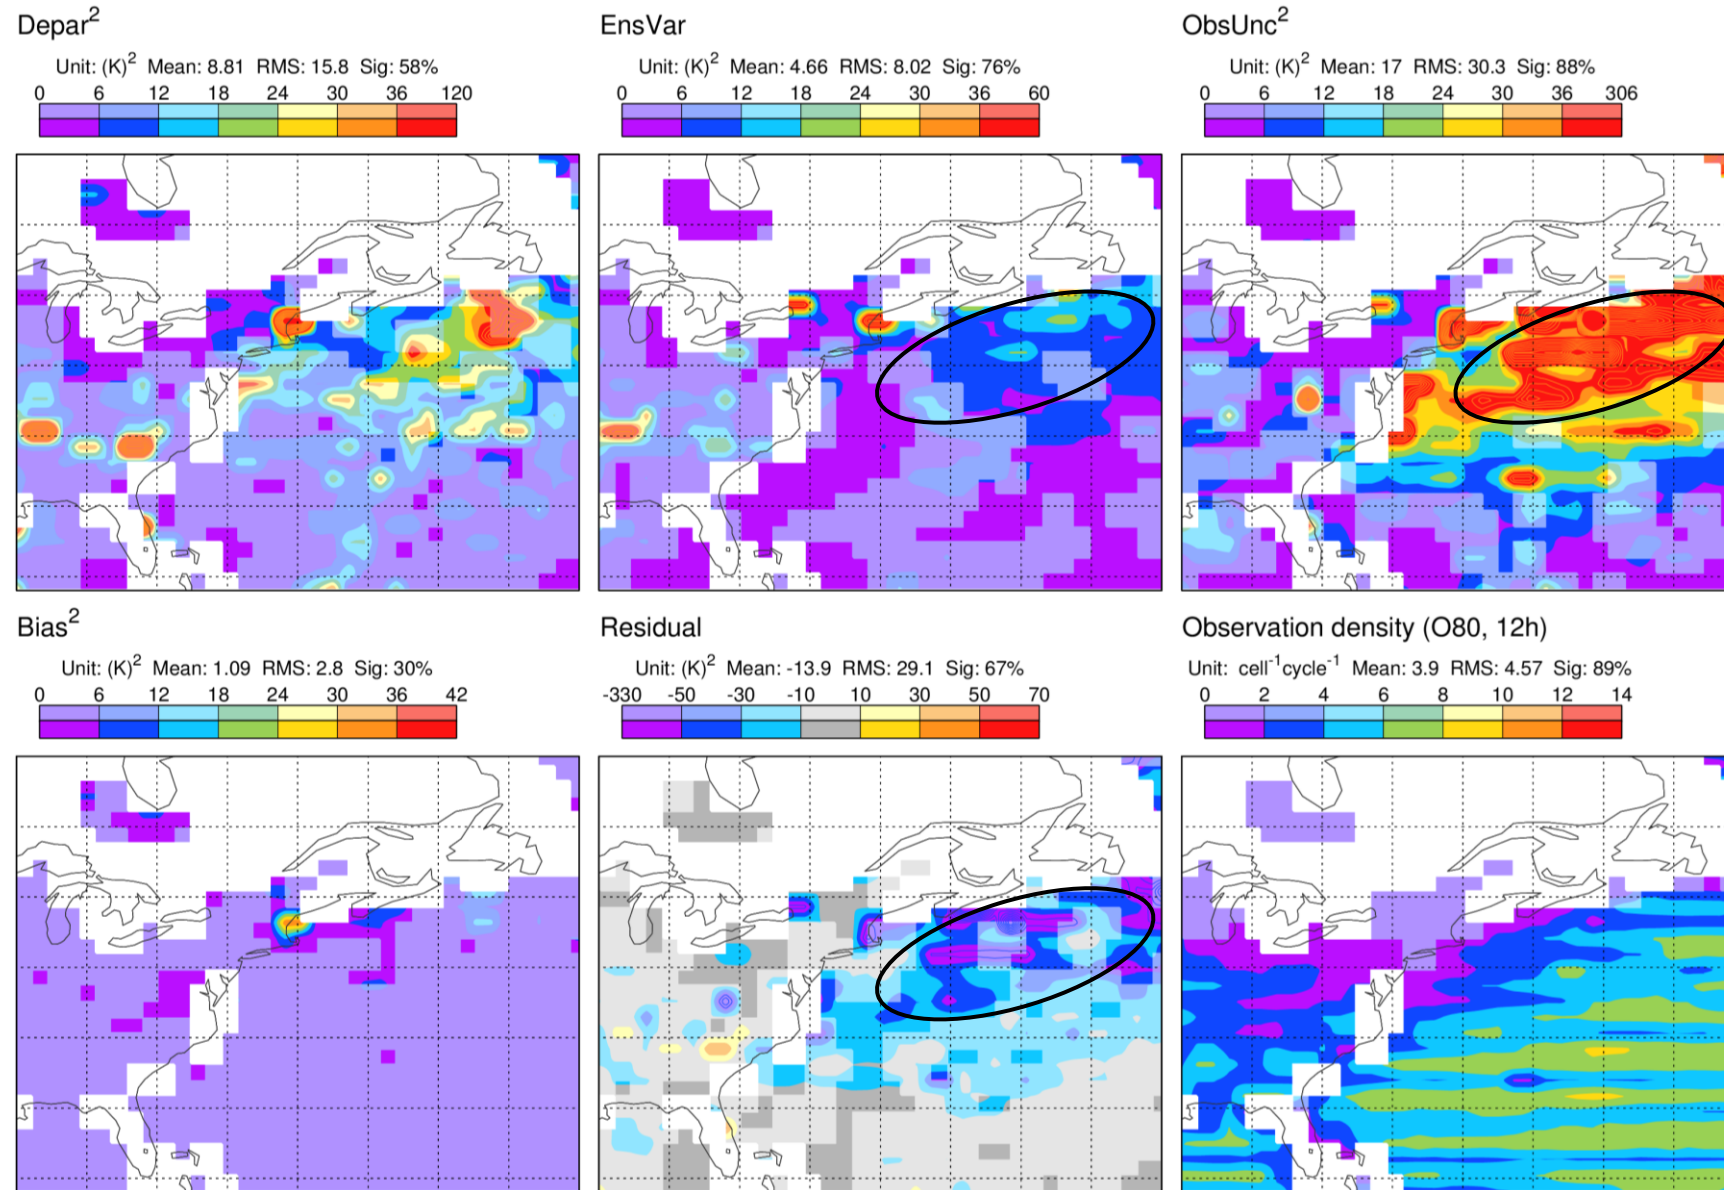 Depar²
Unit: (K)² Mean: 8.81 RMS: 15.8 Sig: 58%
0 6 12 18 24 30 36 120
EnsVar
Unit: (K)² Mean: 4.66 RMS: 8.02 Sig: 76%
0 6 12 18 24 30 36 60
ObsUnc²
Unit: (K)² Mean: 17 RMS: 30.3 Sig: 88%
0 6 12 18 24 30 36 306
Bias²
Unit: (K)² Mean: 1.09 RMS: 2.8 Sig: 30%
0 6 12 18 24 30 36 42
Residual
Unit: (K)² Mean: -13.9 RMS: 29.1 Sig: 67%
-330 -50 -30 -10 10 30 50 70
Observation density (O80, 12h)
Unit: cell⁻¹cycle⁻¹ Mean: 3.9 RMS: 4.57 Sig: 89%
0 2 4 6 8 10 12 14